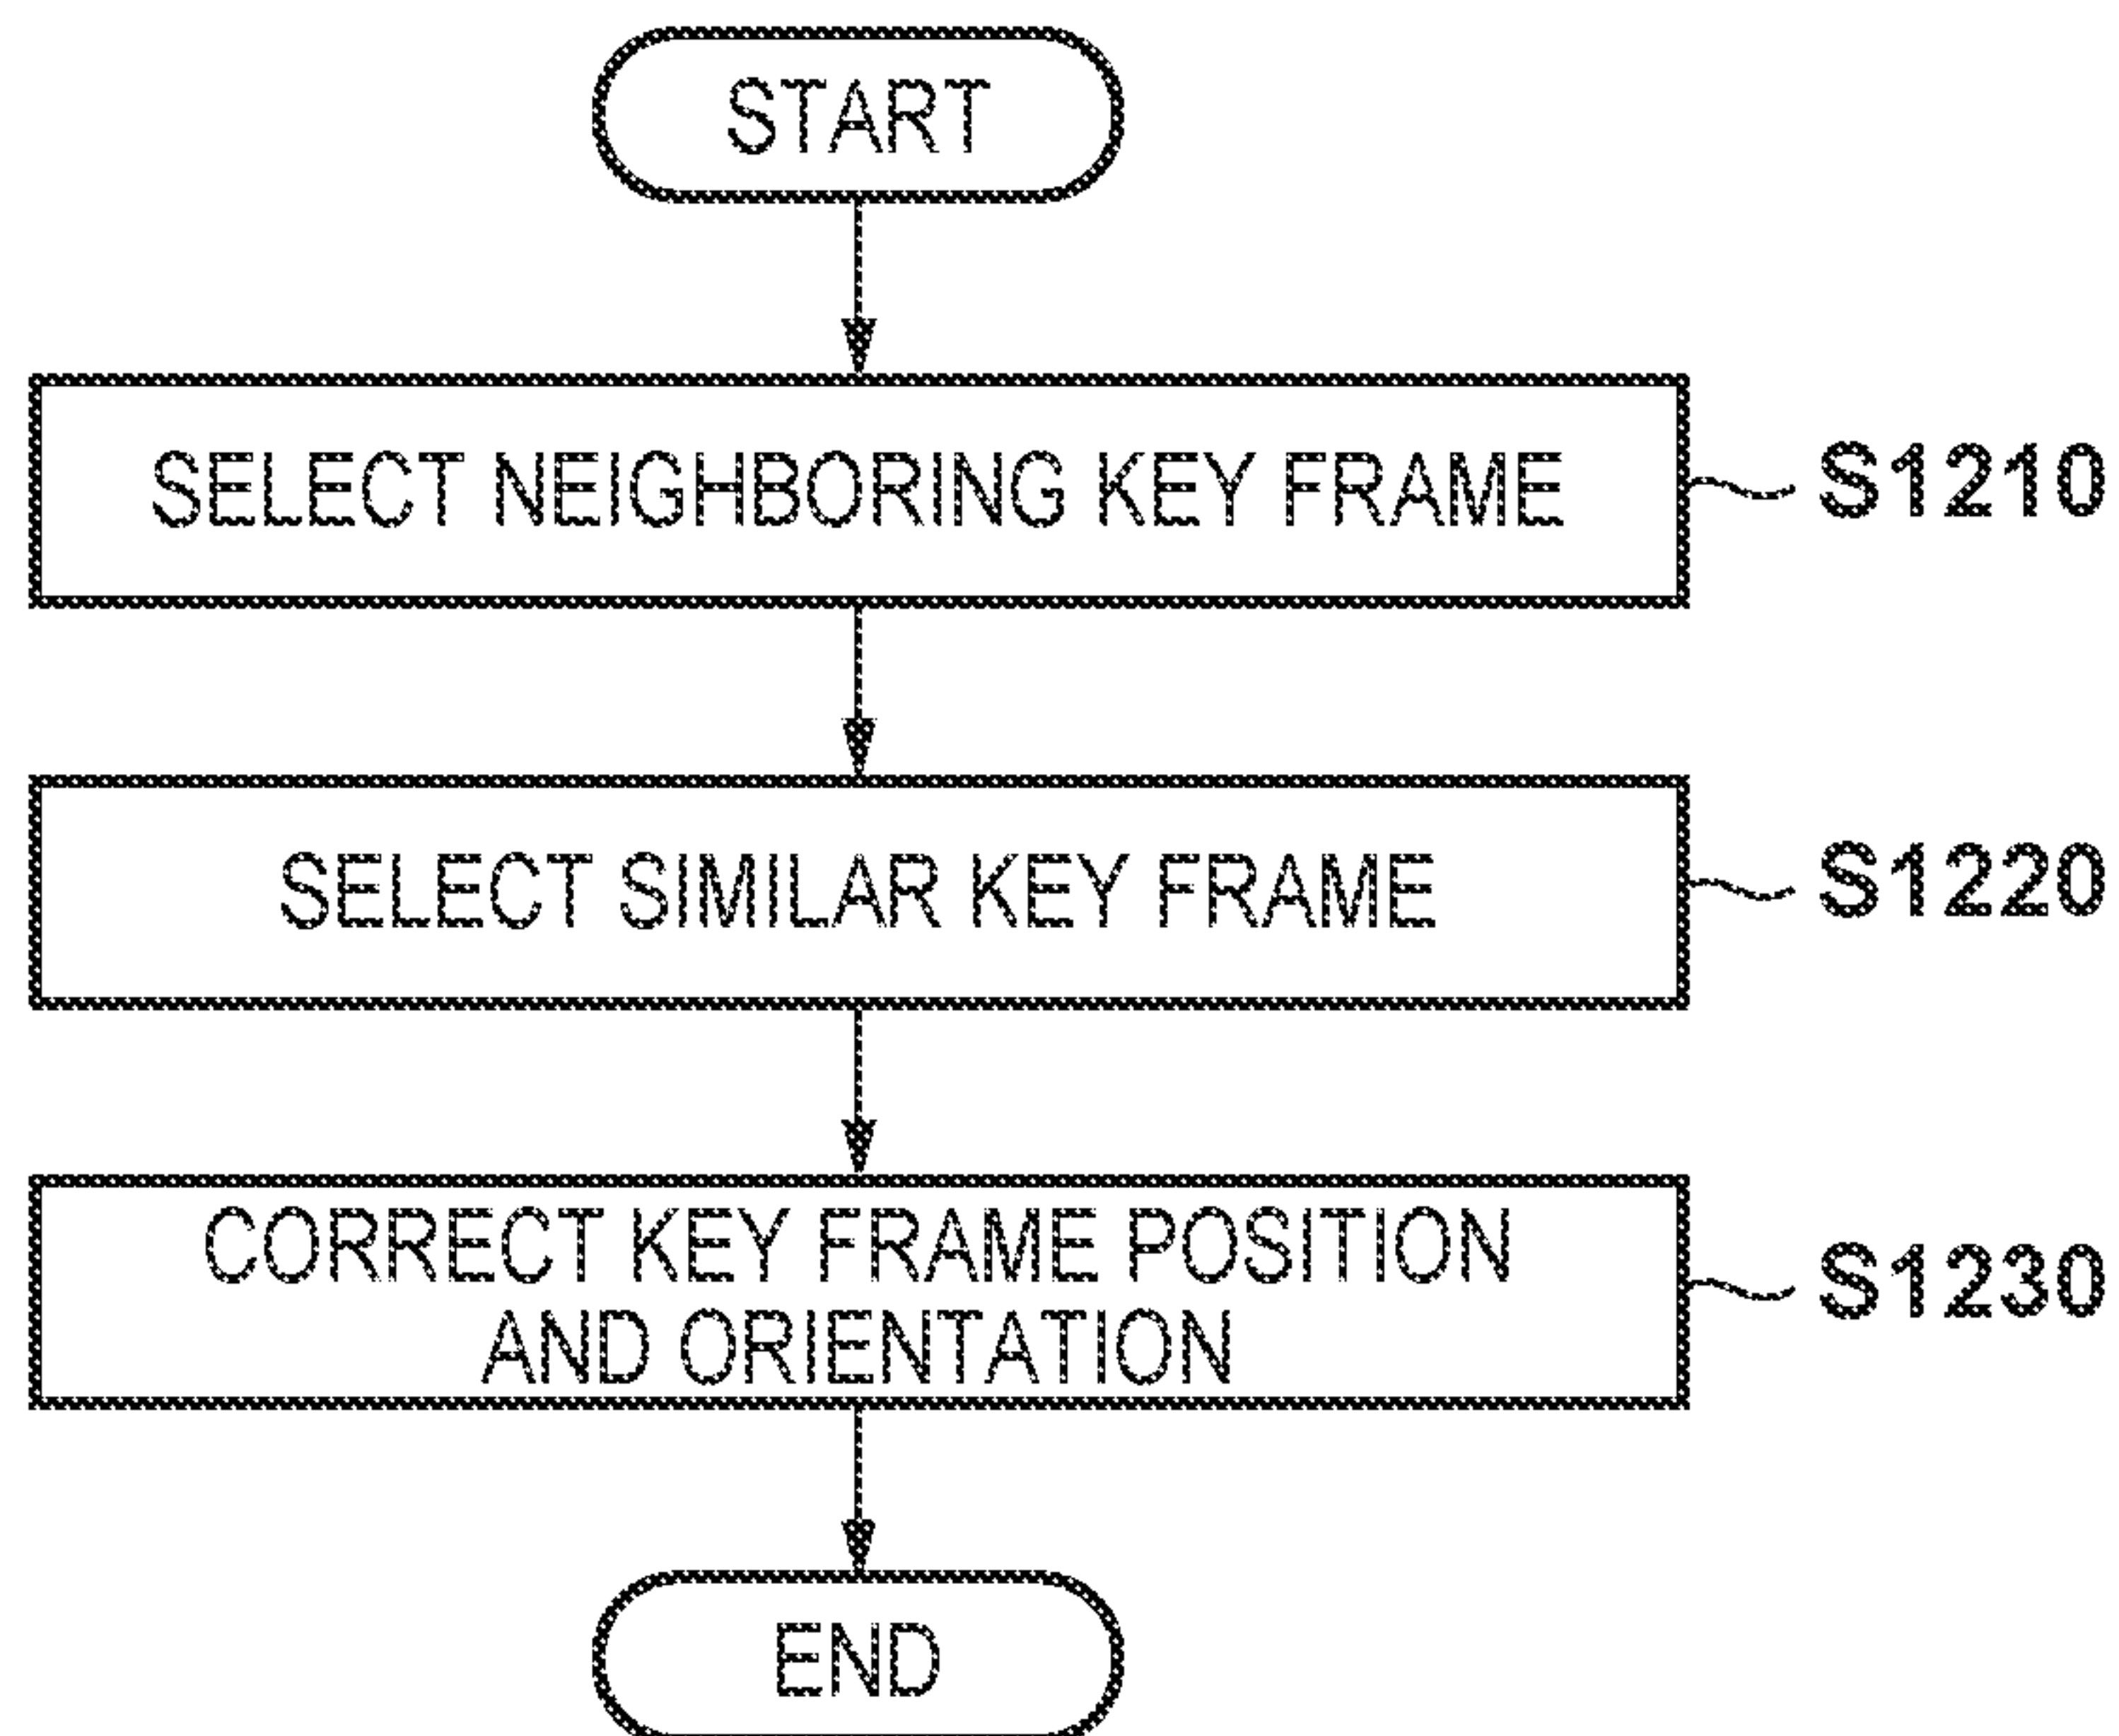 START
SELECT NEIGHBORING KEY FRAME
S1210
SELECT SIMILAR KEY FRAME
S1220
CORRECT KEY FRAME POSITION
AND ORIENTATION
S1230
END